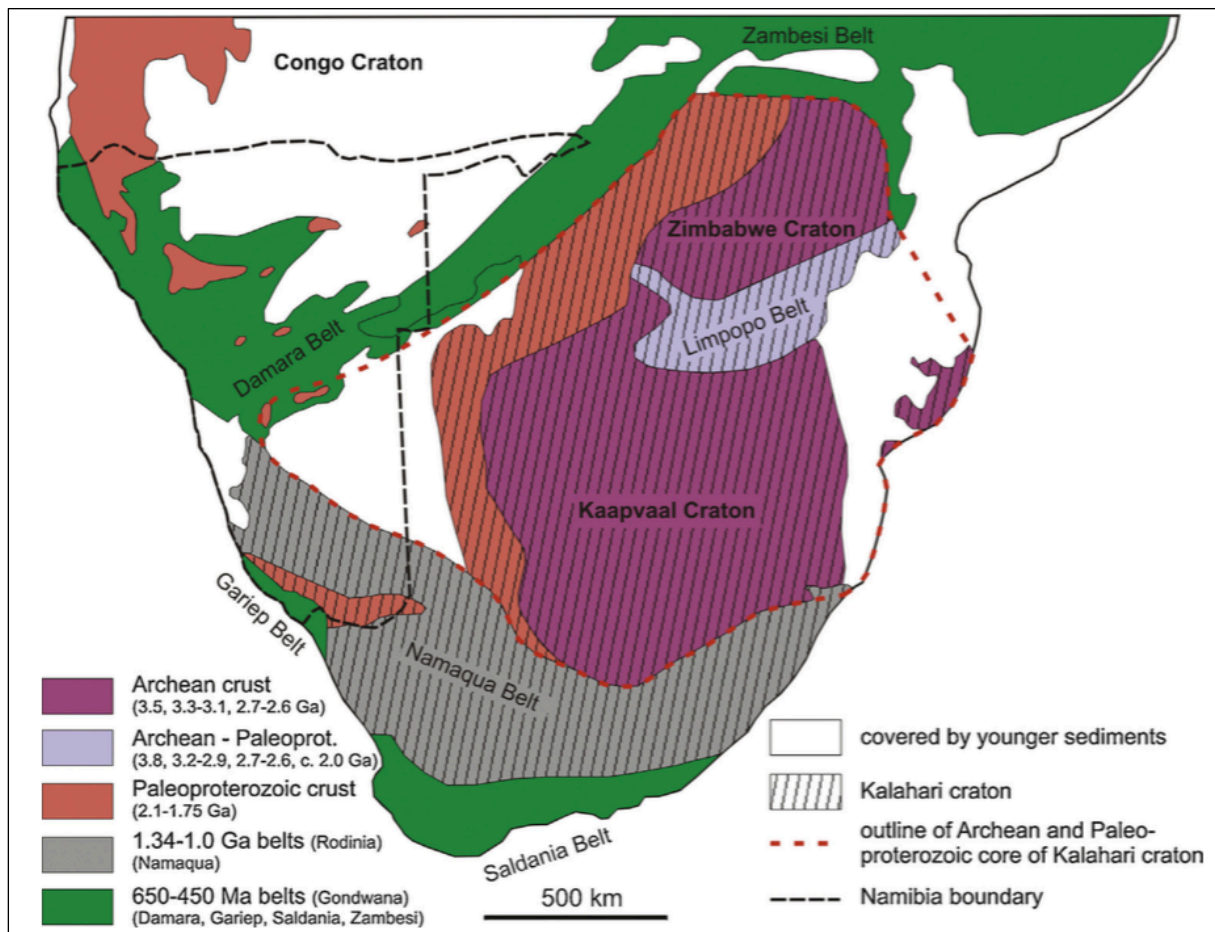 Zambesi Belt
Congo Craton
Zimbabwe Craton
Limpopo Belt
Damara Belt
Kaapvaal Craton
Gariep Belt
Namaqua Belt
Saldania Belt
Archean crust
(3.5, 3.3-3.1, 2.7-2.6 Ga)
Archean - Paleoprot.
(3.8, 3.2-2.9, 2.7-2.6, c. 2.0 Ga)
Paleoproterozoic crust
(2.1-1.75 Ga)
1.34-1.0 Ga belts (Rodinia)
(Namaqua)
650-450 Ma belts (Gondwana)
(Damara, Gariep, Saldania, Zambesi)
500 km
covered by younger sediments
Kalahari craton
outline of Archean and Paleo-
proterozoic core of Kalahari craton
Namibia boundary